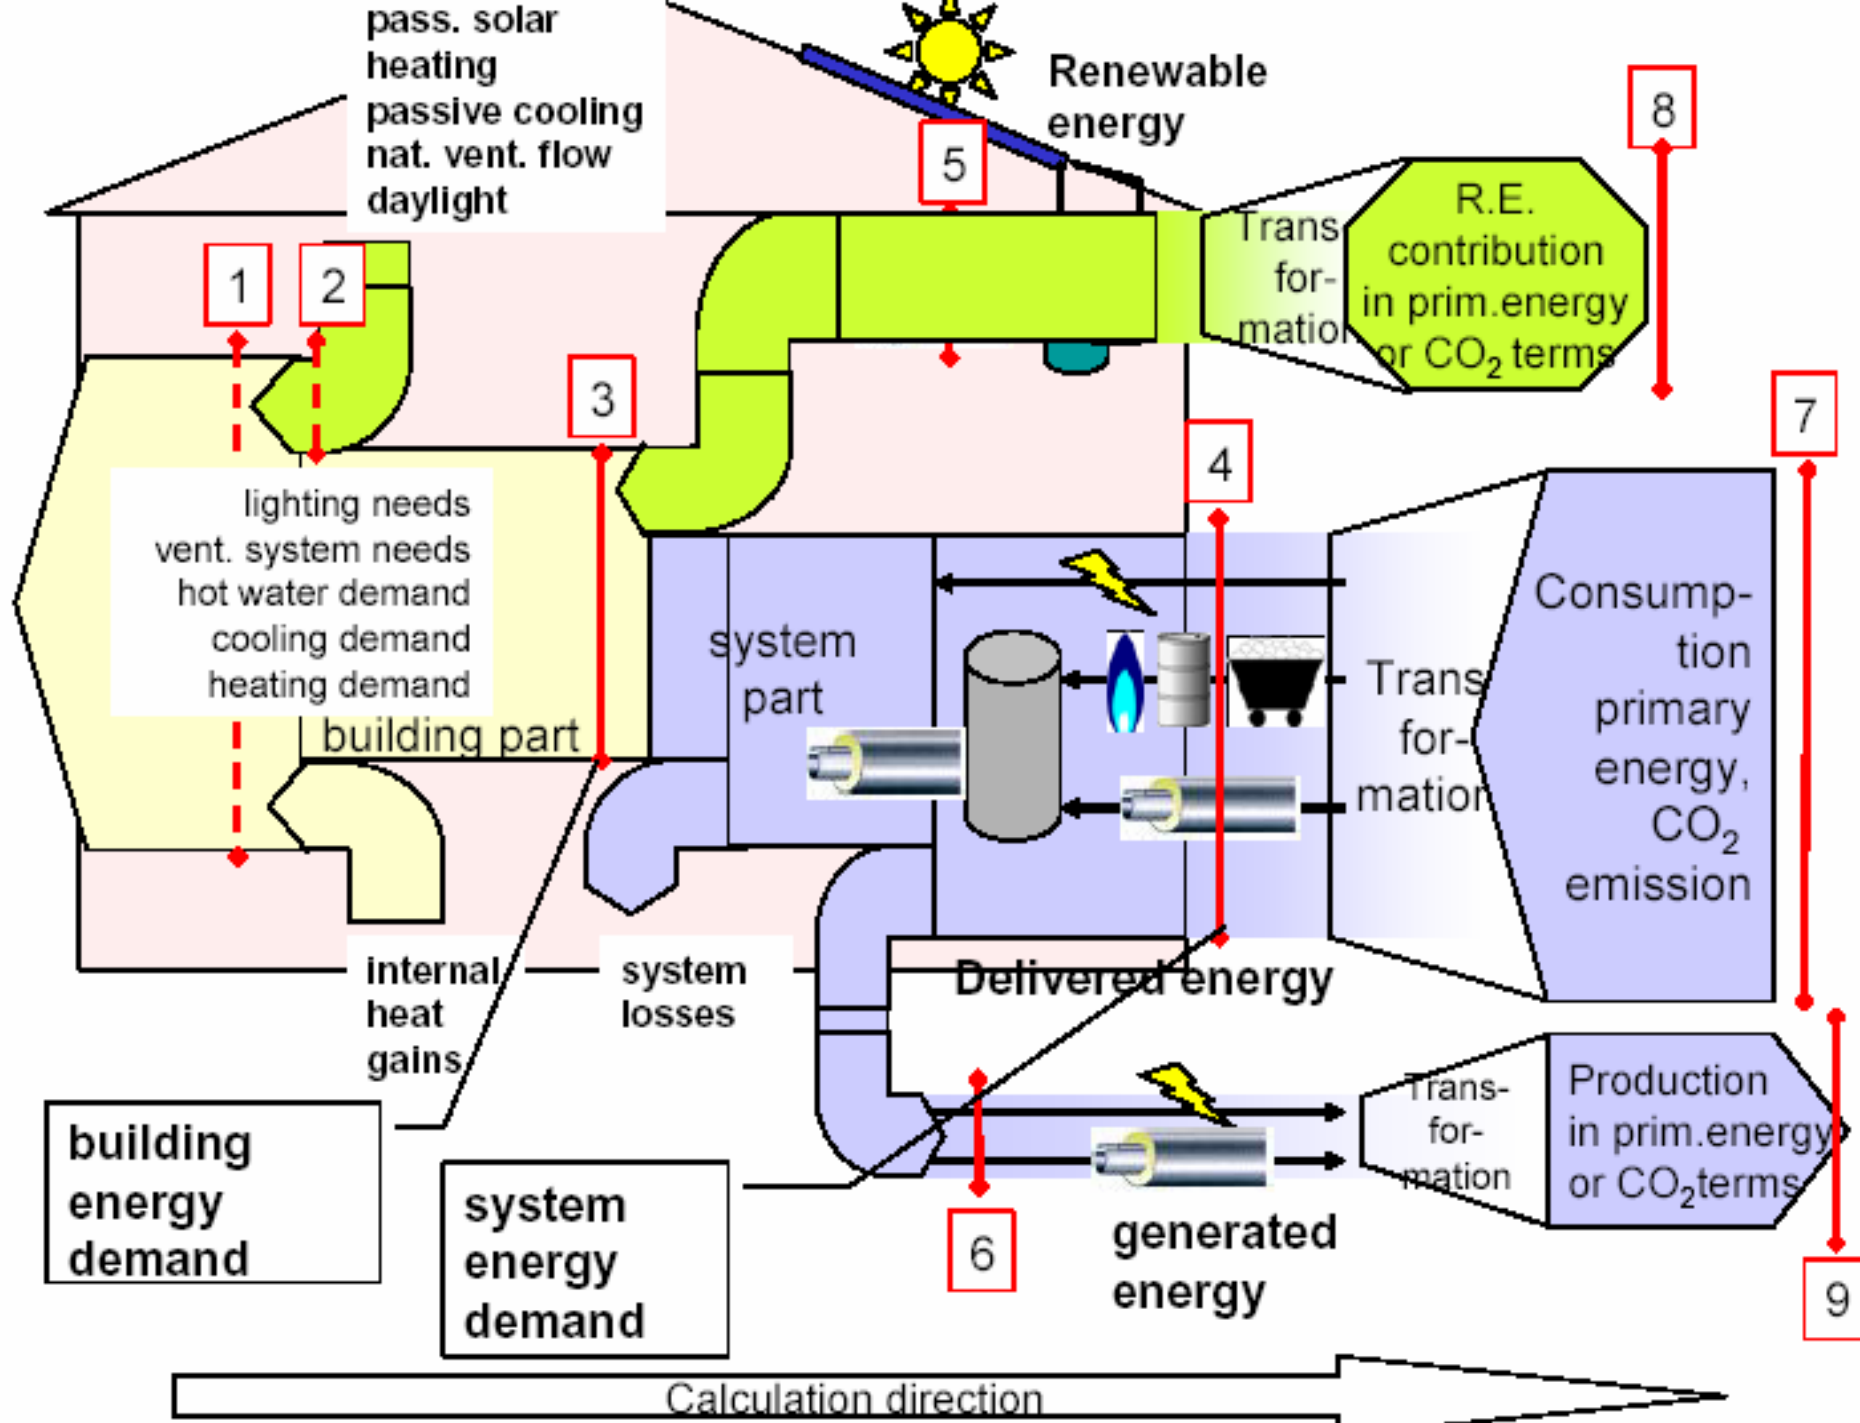 pass. solar
heating
passive cooling
nat. vent. flow
daylight
Renewable
energy
8
5
R.E.
contribution
in prim.energy
or CO2 terms
Trans
for-
matio
1
2
3
7
4
lighting needs
vent. system needs
hot water demand
cooling demand
heating demand
building part
system
part
Trans
for-
mation
Consump-
tion
primary
energy,
CO2
emission
internal
heat
gains
system
losses
Delivered energy
building
energy
demand
system
energy
demand
6
generated
energy
Trans-
for-
mation
Production
in prim.energy
or CO2terms
9
Calculation direction